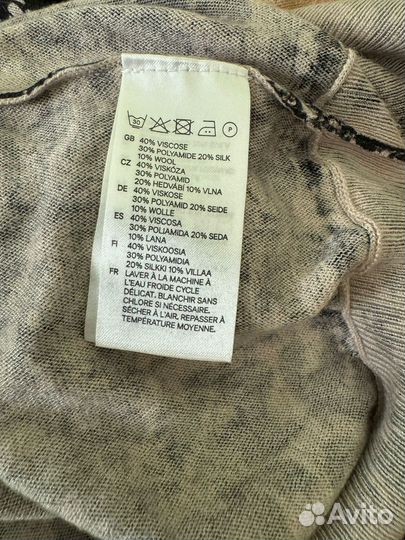 30 P
GB 40% VISCOSE
30% POLYAMIDE 20% SILK
10% WOOL
CZ 40% VISKÓZA
30% POLYAMID
20% HEDVÁBÍ 10% VLNA
DE 40% VISKOSE
30% POLYAMID 20% SEIDE
10% WOLLE
ES 40% VISCOSA
30% POLIAMIDA 20% SEDA
10% LANA
FI 40% VISKOOSIA
30% POLYAMIDIA
20% SILKKI 10% VILLAA
FR LAVER À LA MACHINE À
L'EAU FROIDE CYCLE
DÉLICAT. BLANCHIR SANS
CHLORE SI NÉCESSAIRE.
SÉCHER À L'AIR. REPASSER À
TEMPÉRATURE MOYENNE.
Avito